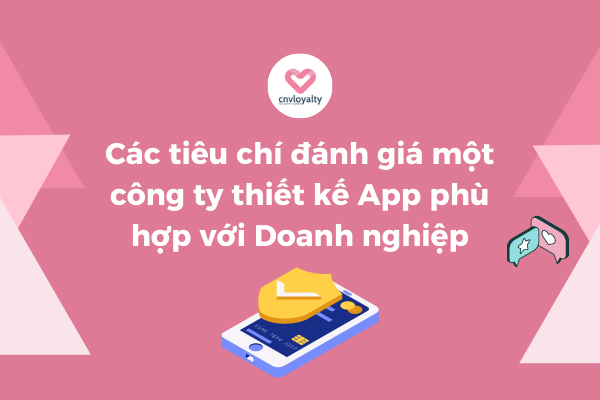 cnvloyalty
Các tiêu chí đánh giá một
công ty thiết kế App phù
hợp với Doanh nghiệp